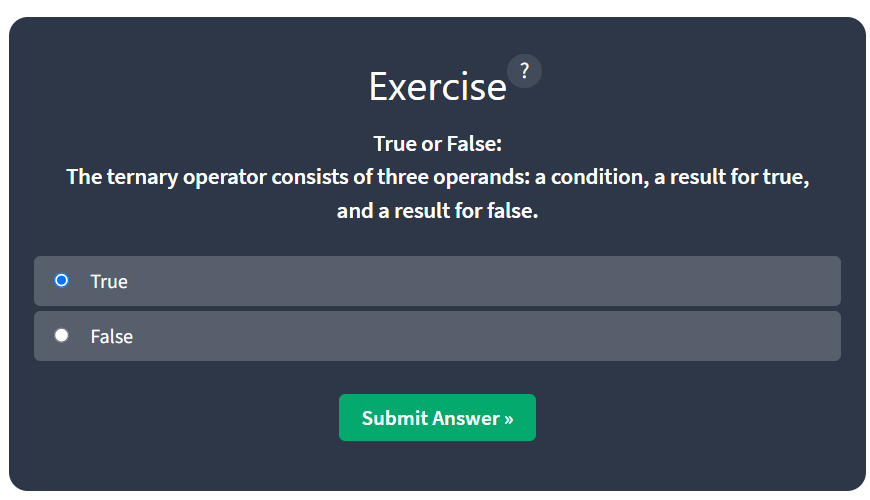 Exercise ?
True or False:
The ternary operator consists of three operands: a condition, a result for true,
and a result for false.
True
False
Submit Answer »